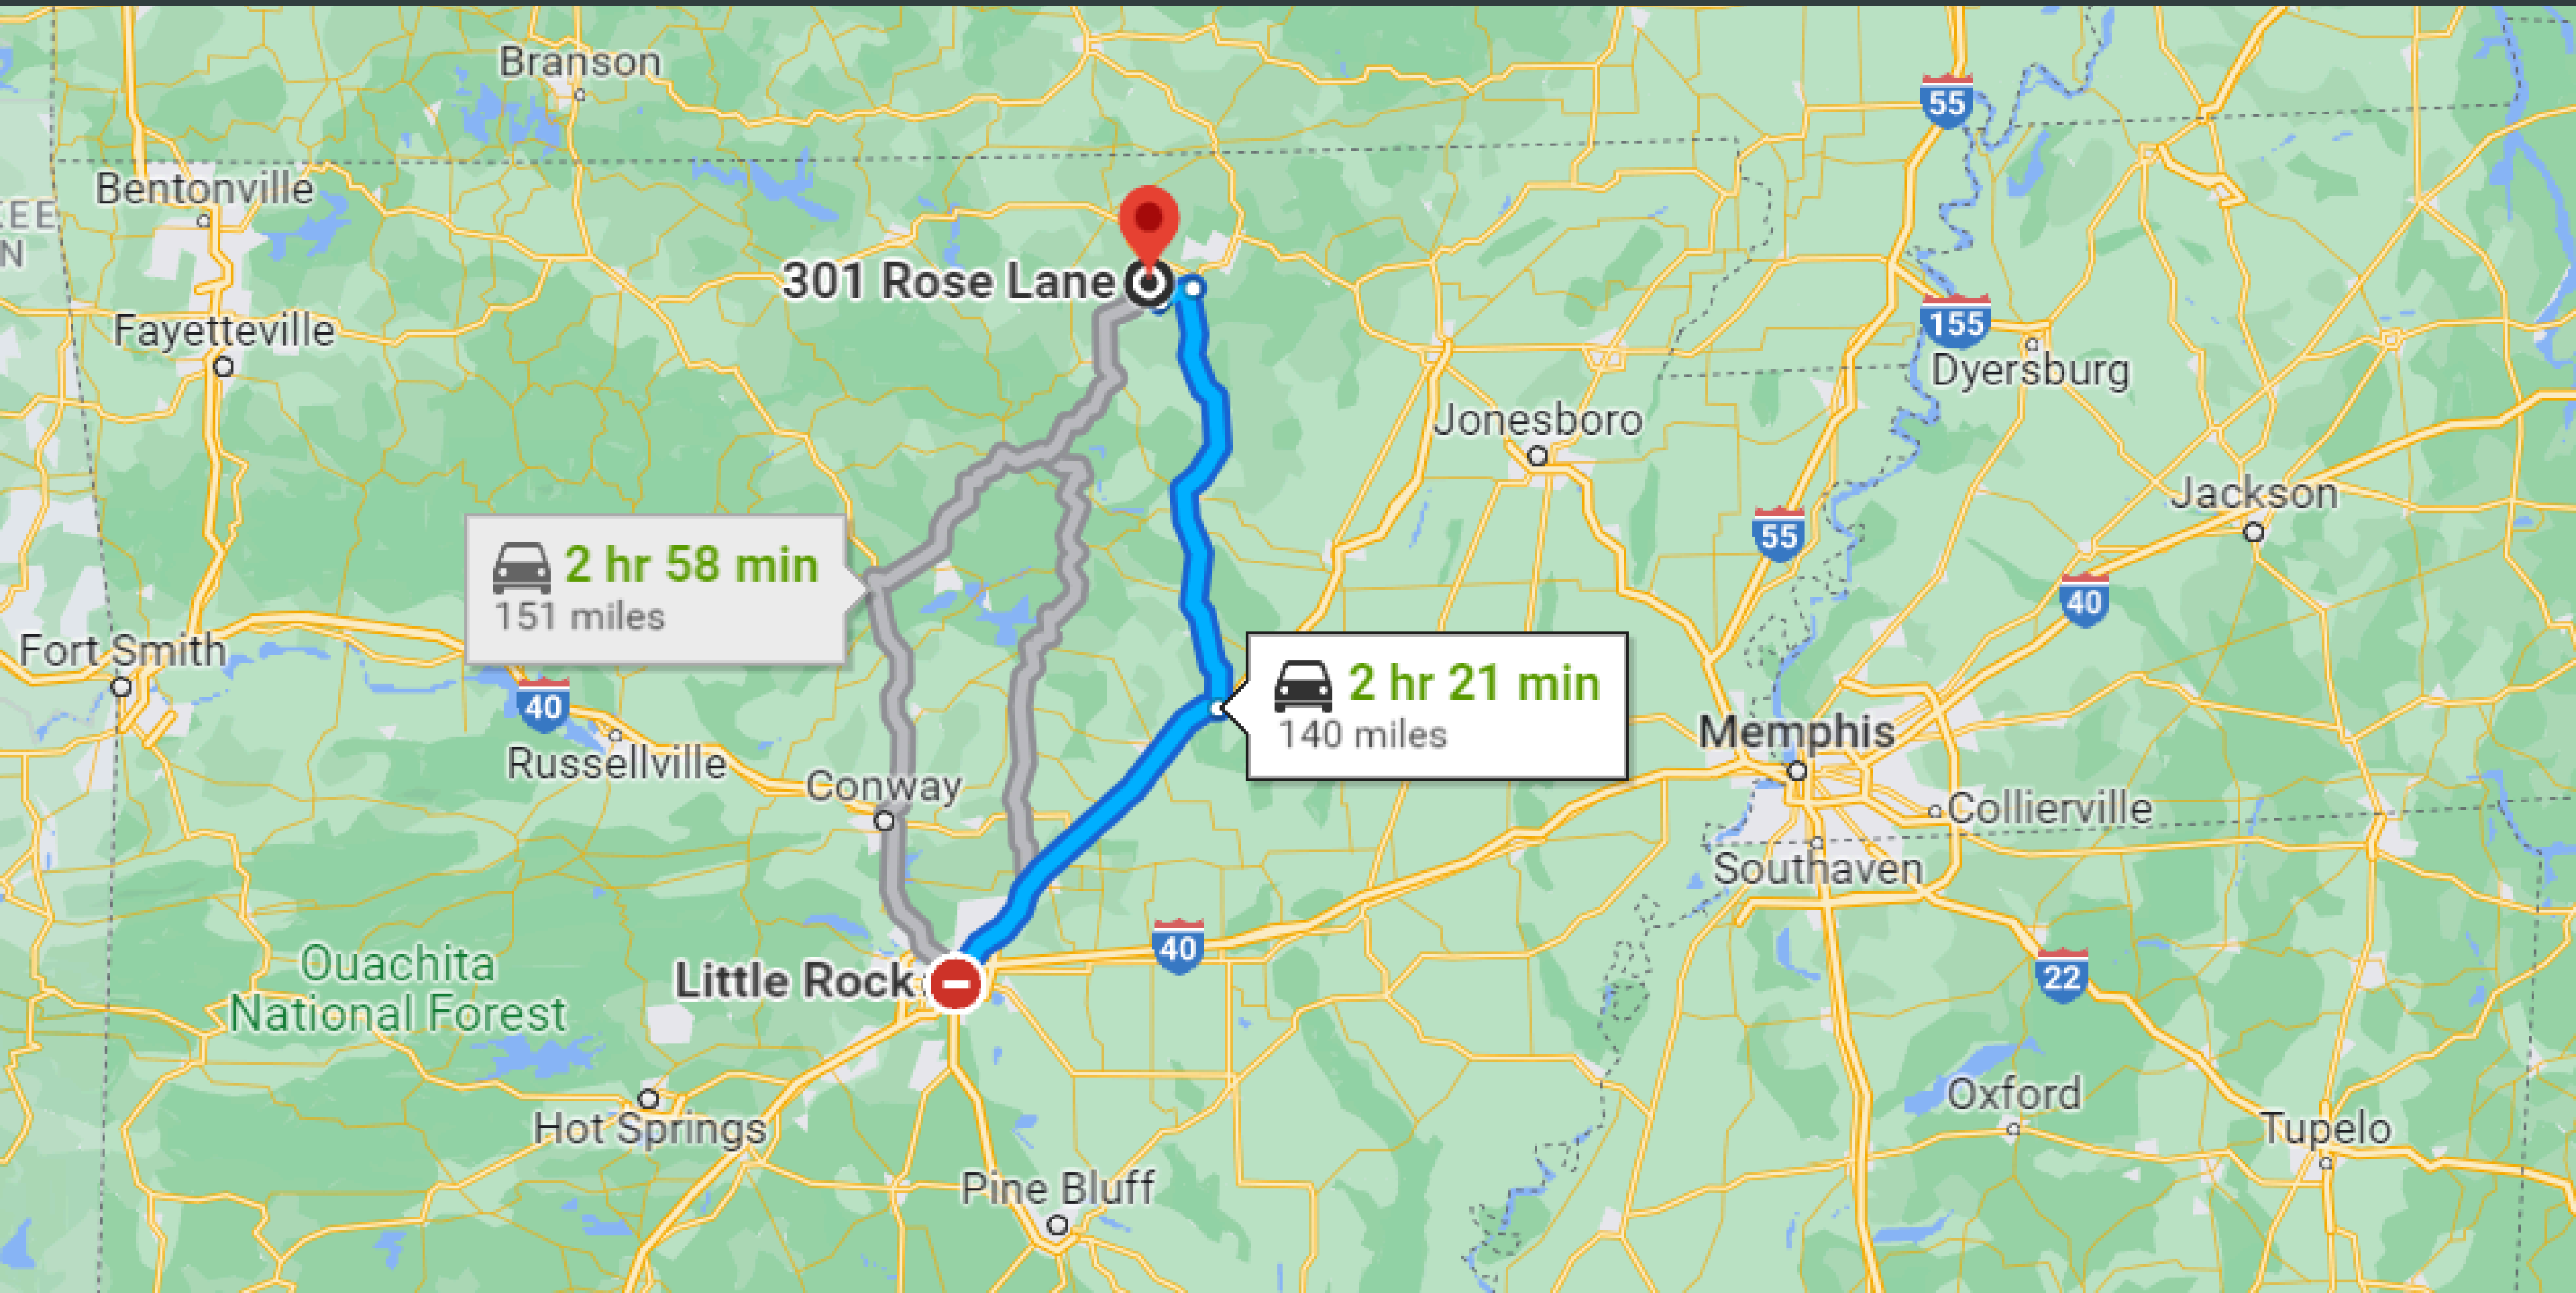 Branson
55
Bentonville
KEE
N
301 Rose Lane
155
Fayetteville
Dyersburg
Jonesboro
Jackson
55
2 hr 58 min
151 miles
40
Fort Smith
2 hr 21 min
140 miles
40
Memphis
Russellville
Conway
Collierville
Southaven
40
Ouachita
National Forest
Little Rock
22
Oxford
Hot Springs
Tupelo
Pine Bluff